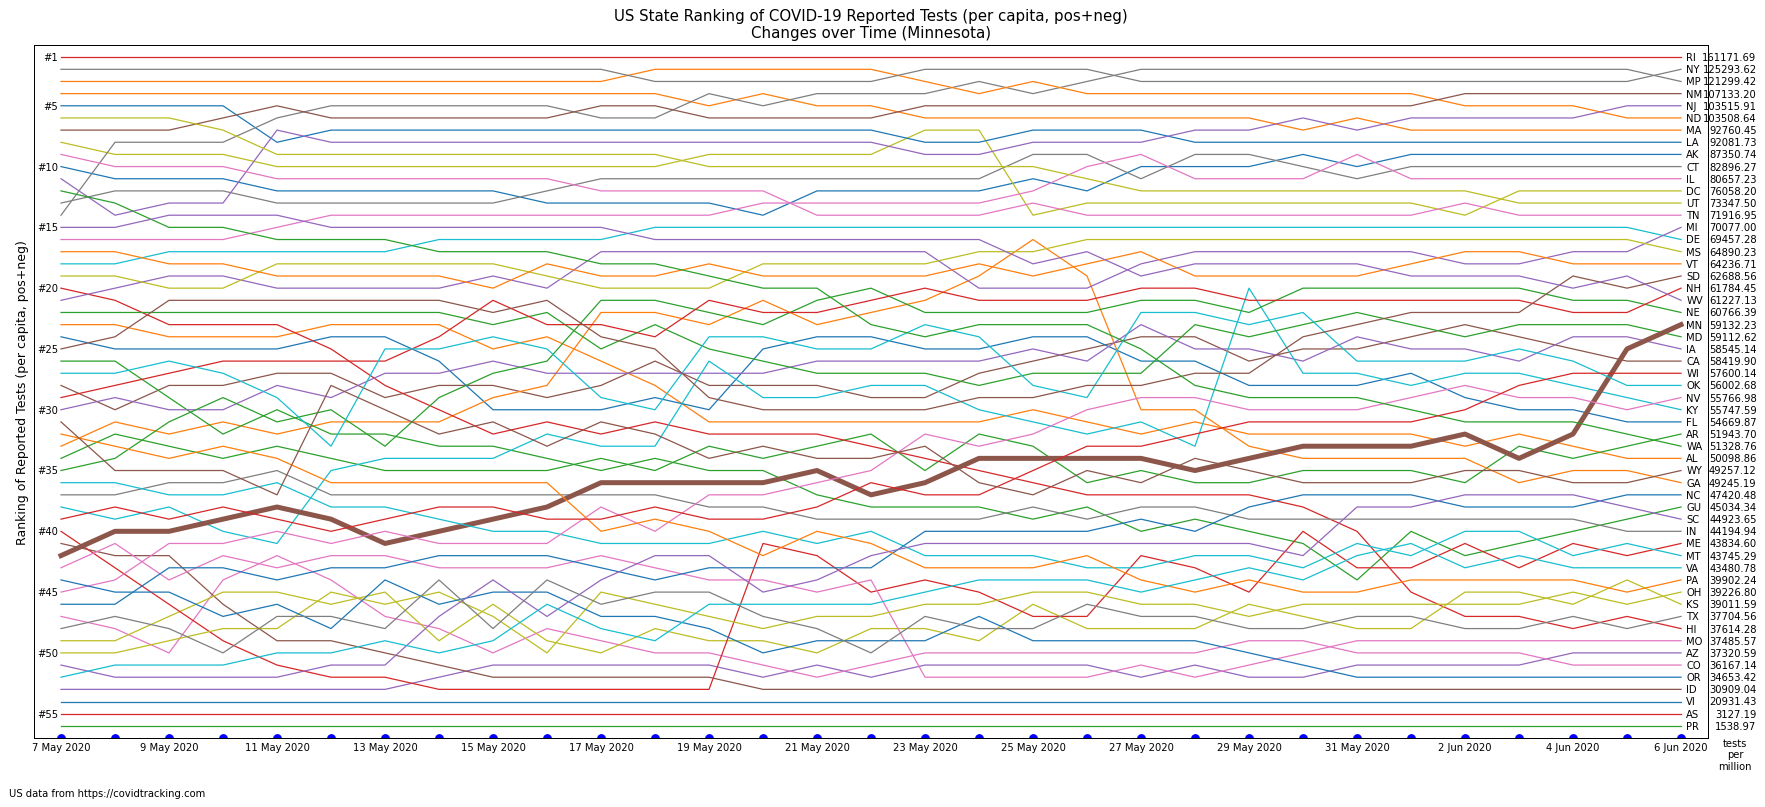 US State Ranking of COVID-19 Reported Tests (per capita, pos+neg)
Changes over Time (Minnesota)
Ranking of Reported Tests (per capita, pos+neg)
#1
#5
#10
#15
#20
#25
#30
#35
#40
#45
#50
#55
RI 161171.69
NY 125293.62
MP 121299.42
NM 107133.20
NJ 103515.91
ND 103508.64
MA 92760.45
LA 92081.73
AK 87350.74
CT 82896.27
IL 80657.23
DC 76058.20
UT 73347.50
TN 71916.95
MI 70077.00
DE 69457.28
MS 64890.23
VT 64236.71
SD 62688.56
NH 61784.45
WV 61227.13
NE 60766.39
MN 59132.23
MD 59112.62
IA 58545.14
CA 58419.90
WI 57600.14
OK 56002.68
NV 55766.98
KY 55747.59
FL 54669.87
AR 51943.70
WA 51328.76
AL 50098.86
WY 49257.12
GA 49245.19
NC 47420.48
GU 45034.34
SC 44923.65
IN 44194.94
ME 43834.60
MT 43745.29
VA 43480.78
PA 39902.24
OH 39226.80
KS 39011.59
TX 37704.56
HI 37614.28
MO 37485.57
AZ 37320.59
CO 36167.14
OR 34653.42
ID 30909.04
VI 20931.43
AS 3127.19
PR 1538.97
7 May 2020 9 May 2020 11 May 2020 13 May 2020 15 May 2020 17 May 2020 19 May 2020 21 May 2020 23 May 2020 25 May 2020 27 May 2020 29 May 2020 31 May 2020 2 Jun 2020 4 Jun 2020 6 Jun 2020
tests
per
million
US data from https://covidtracking.com